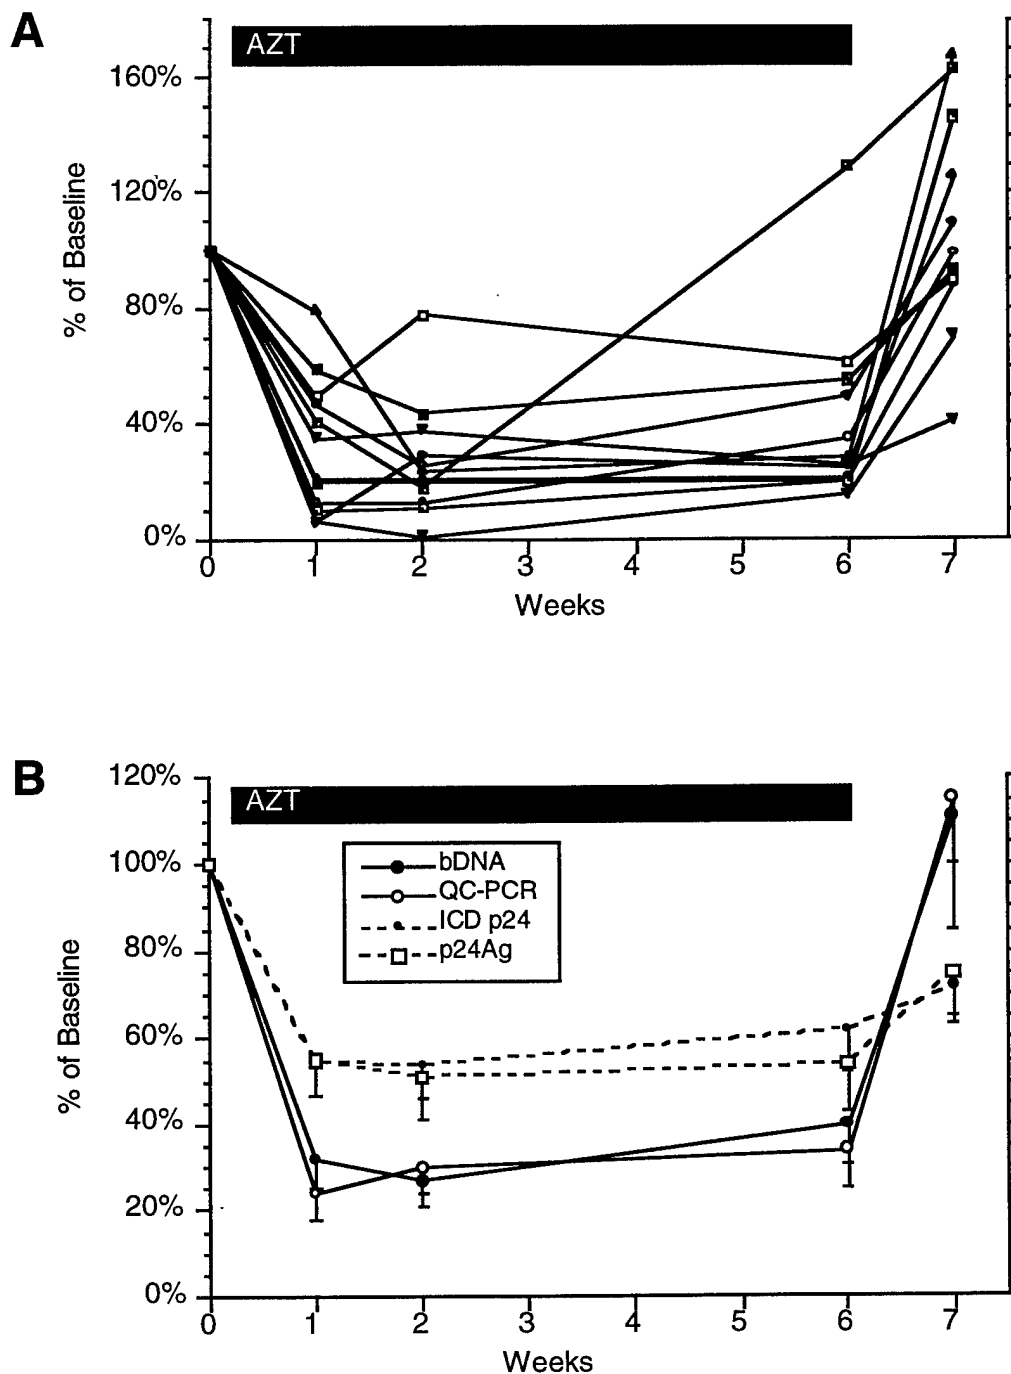 A
AZT
160%
120%
80%
40%
0%
% of Baseline
0 1 2 3 4 5 6 7
Weeks
B
AZT
120%
100%
80%
60%
40%
20%
0%
% of Baseline
bDNA
QC-PCR
ICD p24
p24Ag
0 1 2 3 4 5 6 7
Weeks